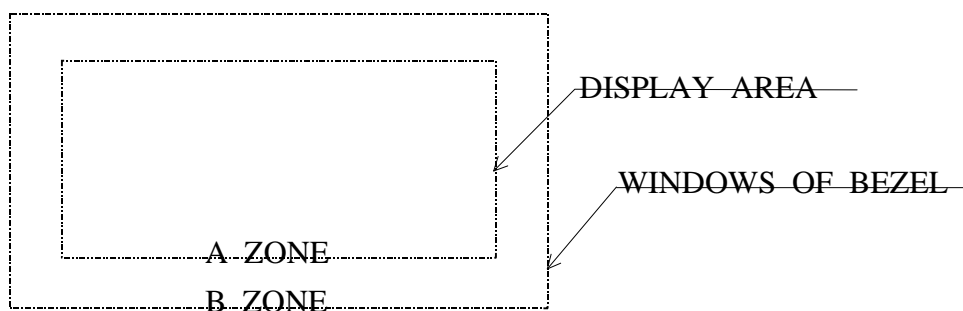 DISPLAY AREA
WINDOWS OF BEZEL
A ZONE
B ZONE